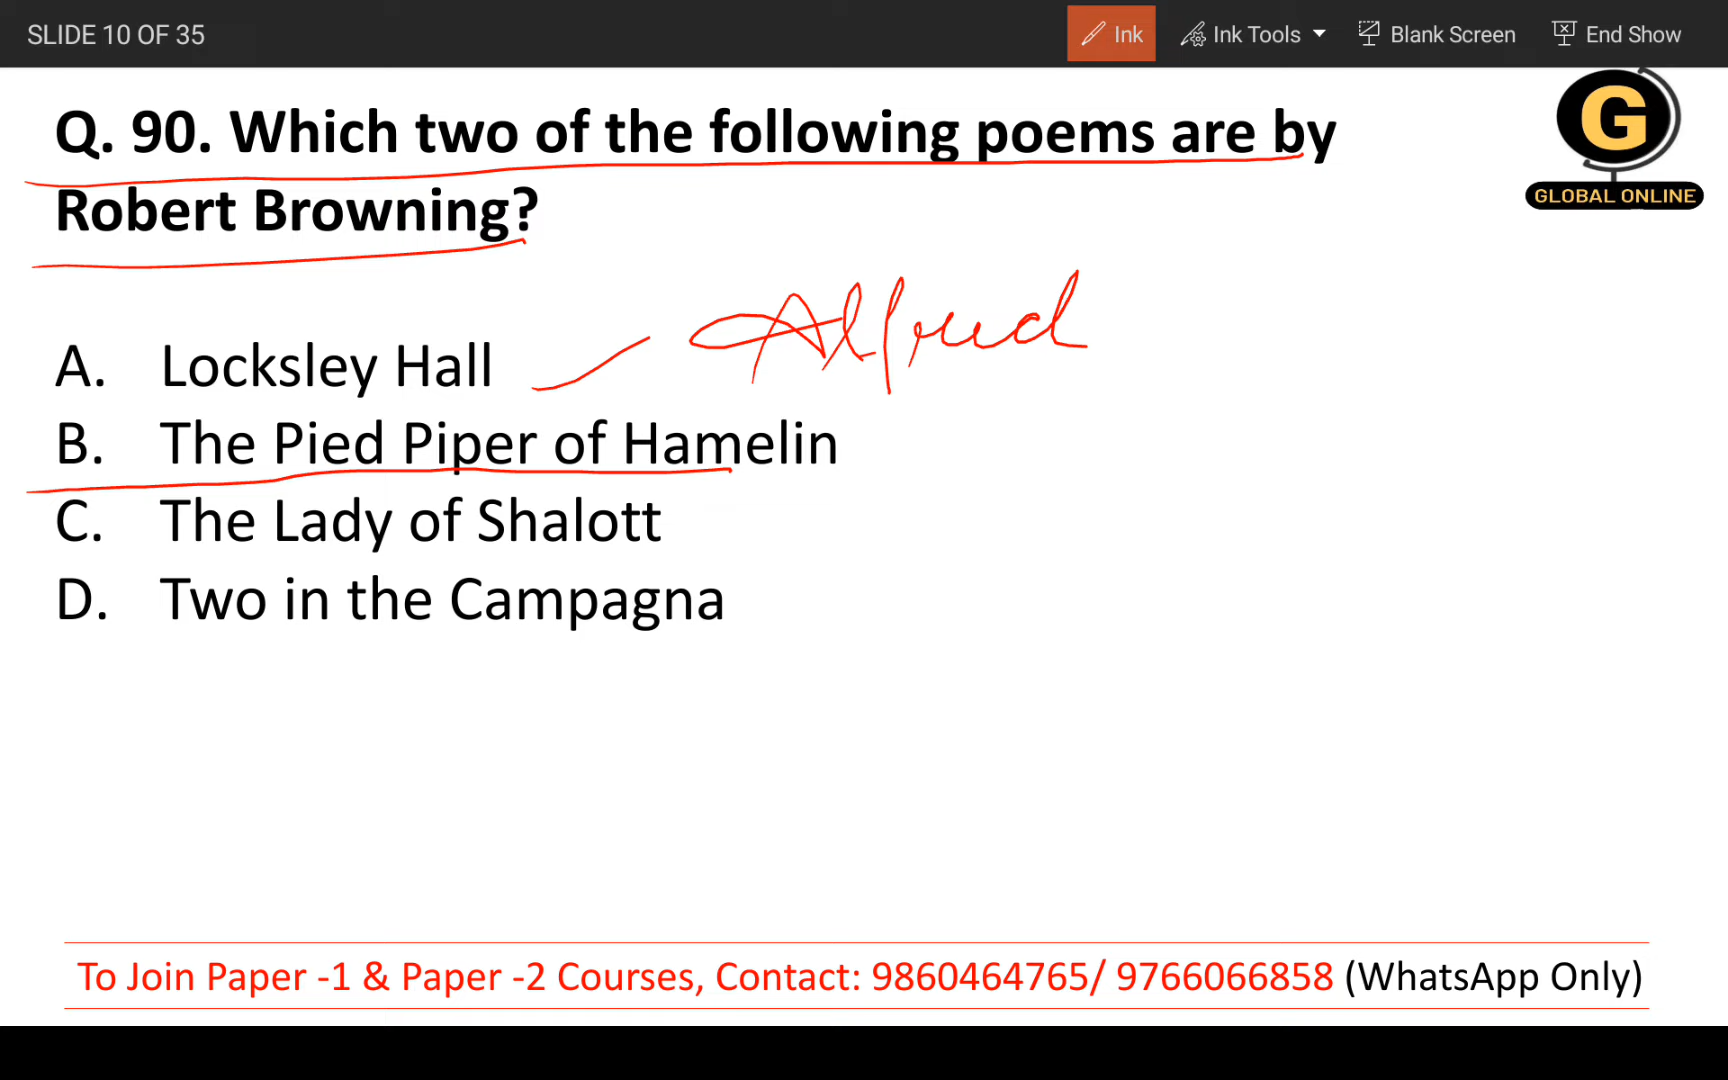 SLIDE 10 OF 35 Ink Ink Tools Blank Screen End Show
Q. 90. Which two of the following poems are by
Robert Browning?
G
GLOBAL ONLINE
Alfred
A. Locksley Hall
B. The Pied Piper of Hamelin
C. The Lady of Shalott
D. Two in the Campagna
To Join Paper -1 & Paper -2 Courses, Contact: 9860464765/ 9766066858 (WhatsApp Only)